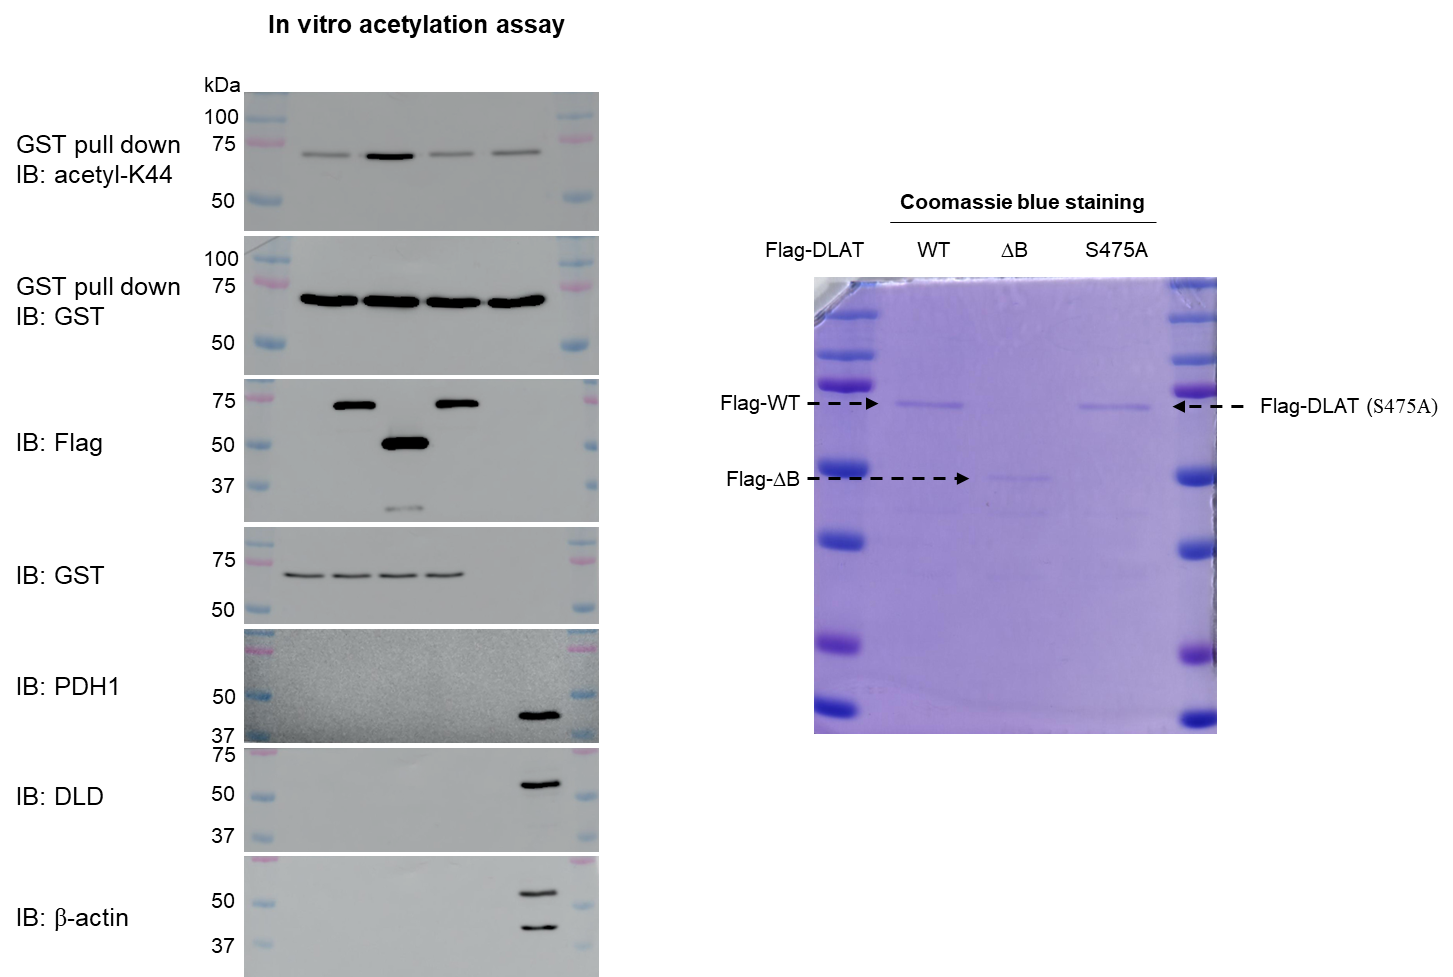 In vitro acetylation assay
kDa
GST pull down
IB: acetyl-K44
100
75
50
GST pull down
IB: GST
100
75
50
IB: Flag
75
50
37
IB: GST
75
50
IB: PDH1
50
37
IB: DLD
75
50
37
IB: β-actin
50
37
Coomassie blue staining
Flag-DLAT WT ΔB S475A
Flag-WT
Flag-DLAT (S475A)
Flag-ΔB